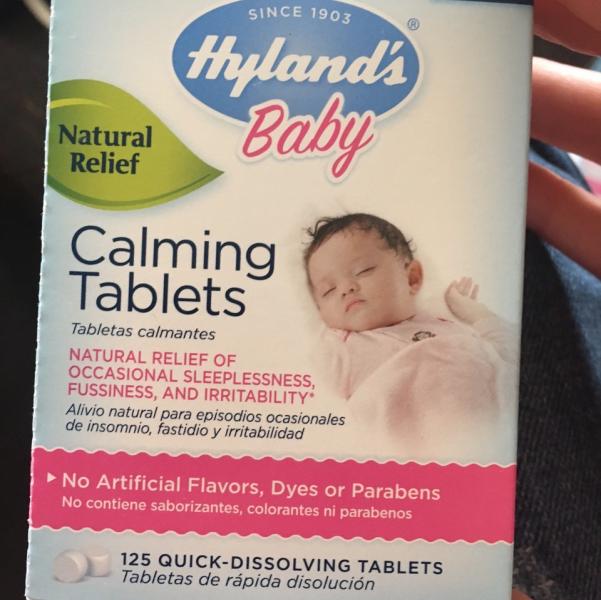 SINCE 1903
Hyland's®
Baby
Natural
Relief
Calming
Tablets
Tabletas calmantes
NATURAL RELIEF OF
OCCASIONAL SLEEPLESSNESS,
FUSSINESS, AND IRRITABILITY*
Alivio natural para episodios ocasionales
de insomnio, fastidio y irritabilidad
No Artificial Flavors, Dyes or Parabens
No contiene saborizantes, colorantes ni parabenos
125 QUICK-DISSOLVING TABLETS
Tabletas de rápida disolución